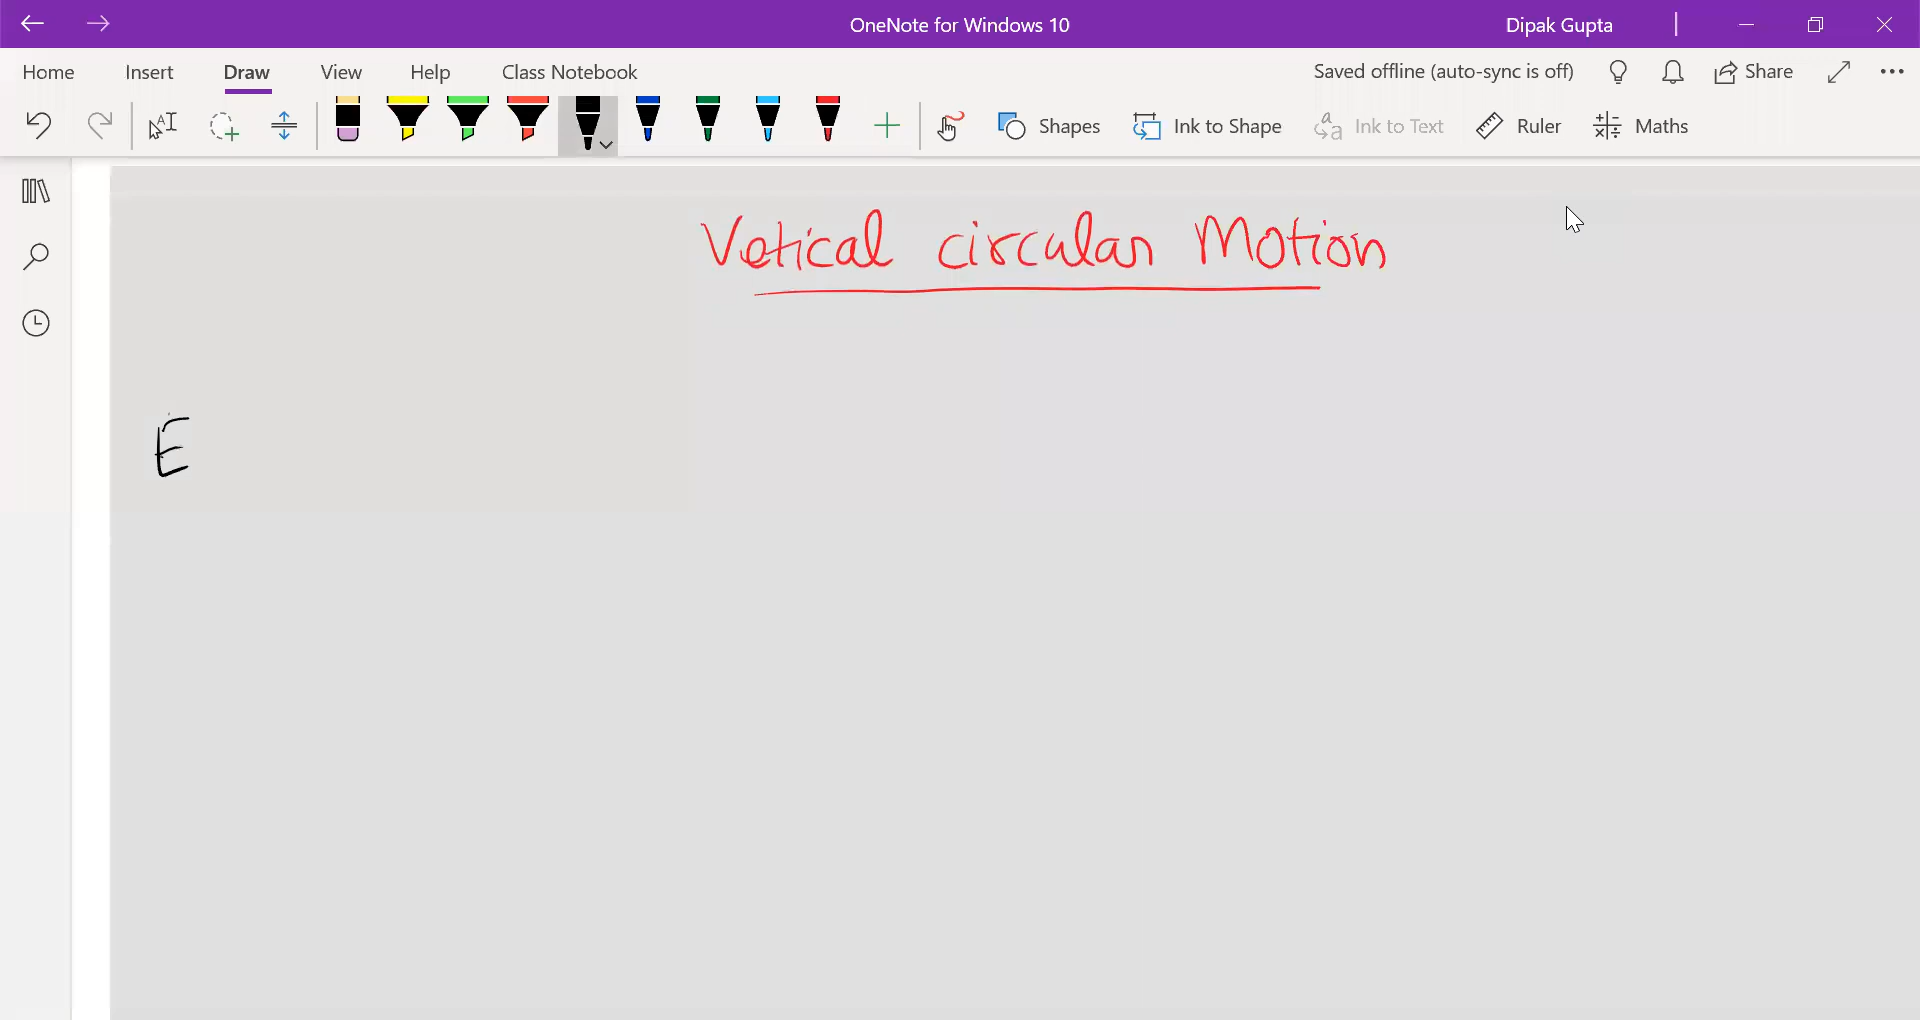 OneNote for Windows 10 Dipak Gupta
Home Insert Draw View Help Class Notebook Saved offline (auto-sync is off) Share
Shapes Ink to Shape Ink to Text Ruler Maths
Vetical circular Motion
E